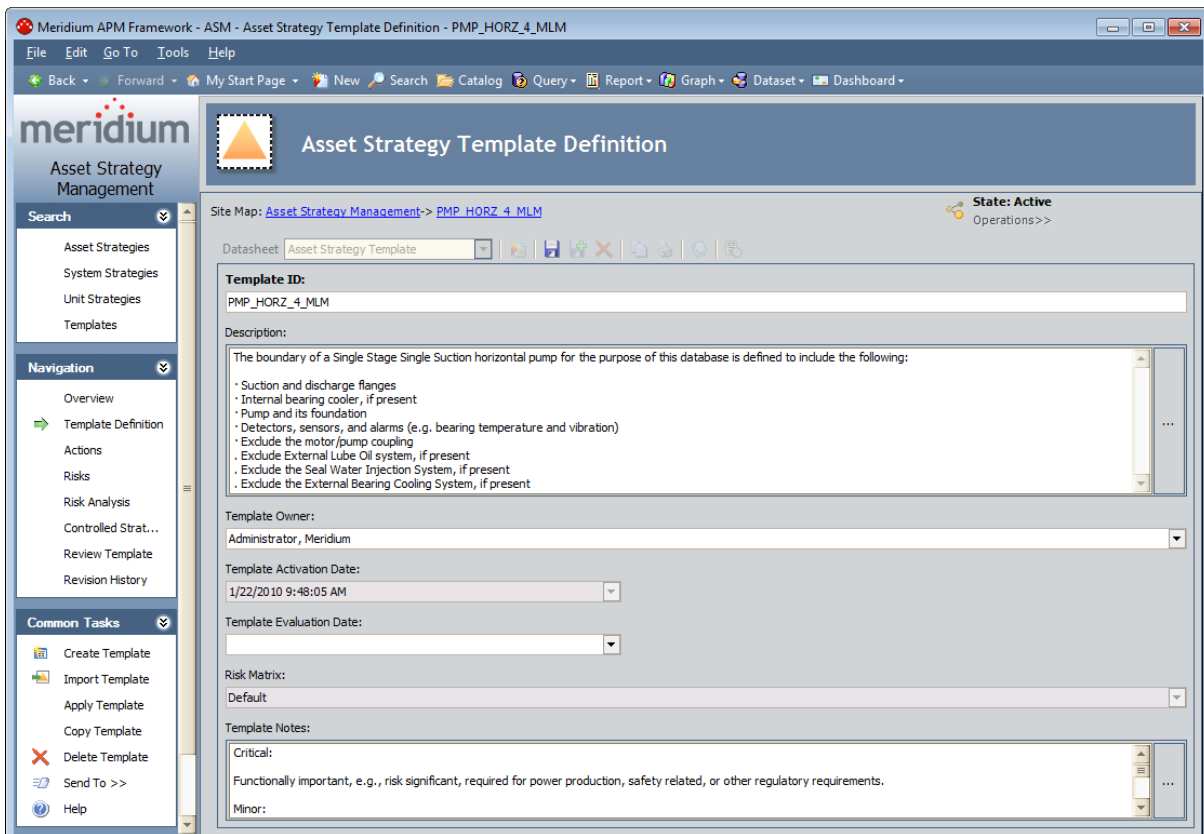 Meridium APM Framework - ASM - Asset Strategy Template Definition - PMP_HORZ_4_MLM
File Edit Go To Tools Help
Back Forward My Start Page New Search Catalog Query Report Graph Dataset Dashboard
meridium
Asset Strategy
Management
Search
Asset Strategies
System Strategies
Unit Strategies
Templates
Navigation
Overview
Template Definition
Actions
Risks
Risk Analysis
Controlled Strat...
Review Template
Revision History
Common Tasks
Create Template
Import Template
Apply Template
Copy Template
Delete Template
Send To >>
Help
Asset Strategy Template Definition
Site Map: Asset Strategy Management-> PMP_HORZ_4_MLM
State: Active
Operations>>
Datasheet Asset Strategy Template
Template ID:
PMP_HORZ_4_MLM
Description:
The boundary of a Single Stage Single Suction horizontal pump for the purpose of this database is defined to include the following:
· Suction and discharge flanges
· Internal bearing cooler, if present
· Pump and its foundation
· Detectors, sensors, and alarms (e.g. bearing temperature and vibration)
· Exclude the motor/pump coupling
. Exclude External Lube Oil system, if present
. Exclude the Seal Water Injection System, if present
. Exclude the External Bearing Cooling System, if present
...
Template Owner:
Administrator, Meridium
Template Activation Date:
1/22/2010 9:48:05 AM
Template Evaluation Date:
Risk Matrix:
Default
Template Notes:
Critical:
Functionally important, e.g., risk significant, required for power production, safety related, or other regulatory requirements.
Minor:
...